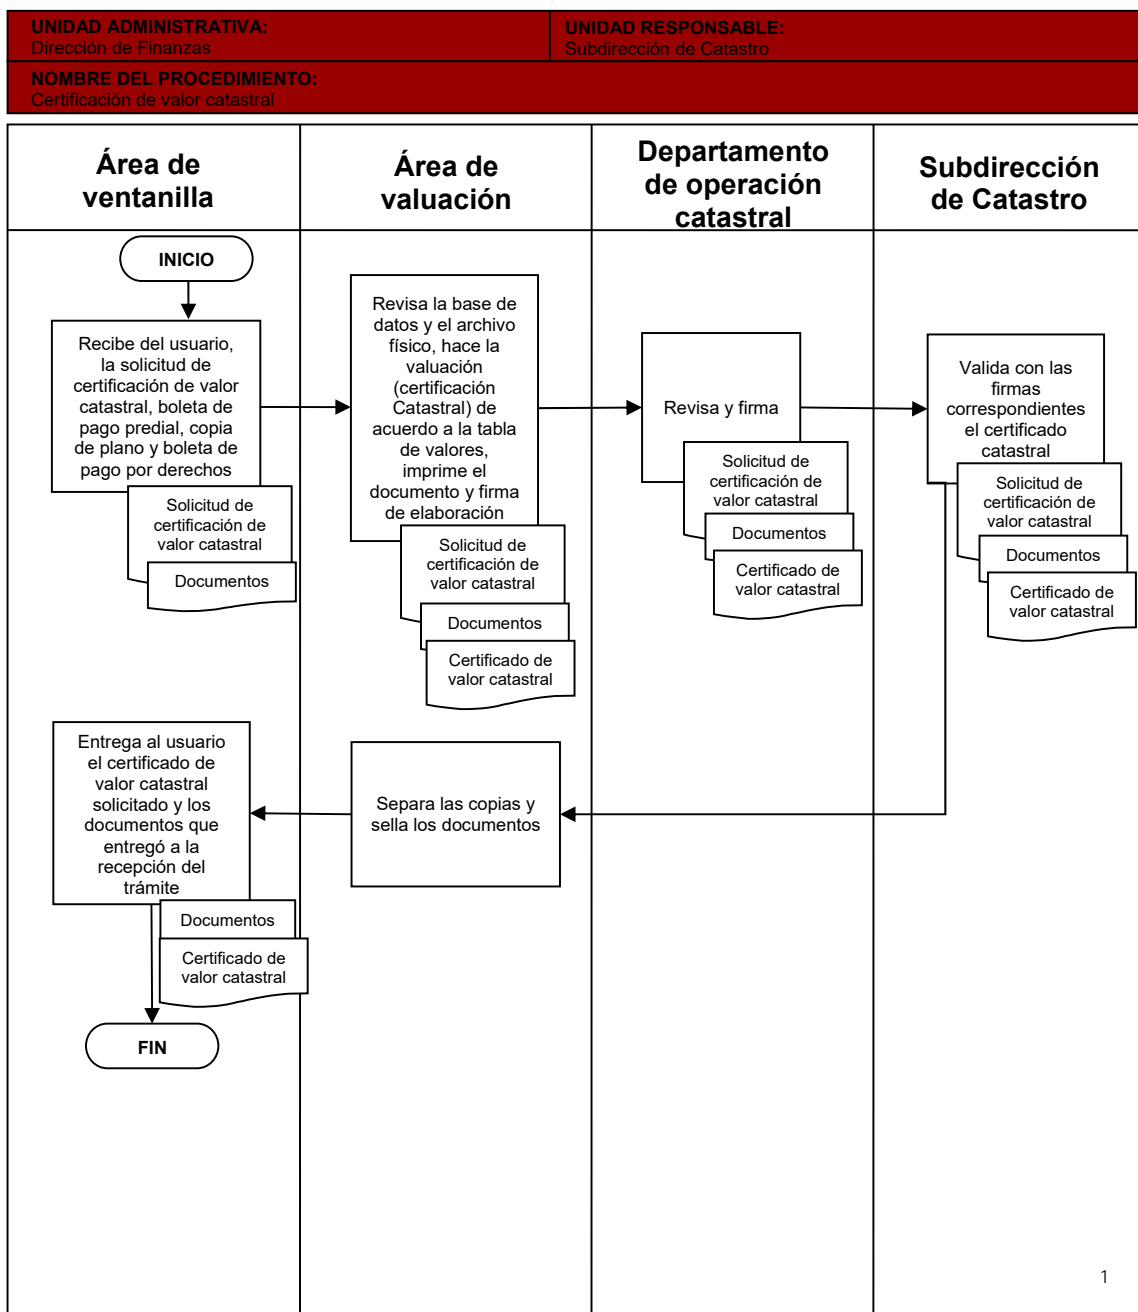 UNIDAD ADMINISTRATIVA:
Dirección de Finanzas
UNIDAD RESPONSABLE:
Subdirección de Catastro
NOMBRE DEL PROCEDIMIENTO:
Certificación de valor catastral
Área de
ventanilla
Área de
valuación
Departamento
de operación
catastral
Subdirección
de Catastro
INICIO
Recibe del usuario,
la solicitud de
certificación de valor
catastral, boleta de
pago predial, copia
de plano y boleta de
pago por derechos
Solicitud de
certificación de
valor catastral
Documentos
Revisa la base de
datos y el archivo
físico, hace la
valuación
(certificación
Catastral) de
acuerdo a la tabla
de valores,
imprime el
documento y firma
de elaboración
Solicitud de
certificación de
valor catastral
Documentos
Certificado de
valor catastral
Revisa y firma
Solicitud de
certificación de
valor catastral
Documentos
Certificado de
valor catastral
Valida con las
firmas
correspondientes
el certificado
catastral
Solicitud de
certificación de
valor catastral
Documentos
Certificado de
valor catastral
Separa las copias y
sella los documentos
Entrega al usuario
el certificado de
valor catastral
solicitado y los
documentos que
entregó a la
recepción del
trámite
Documentos
Certificado de
valor catastral
FIN
1